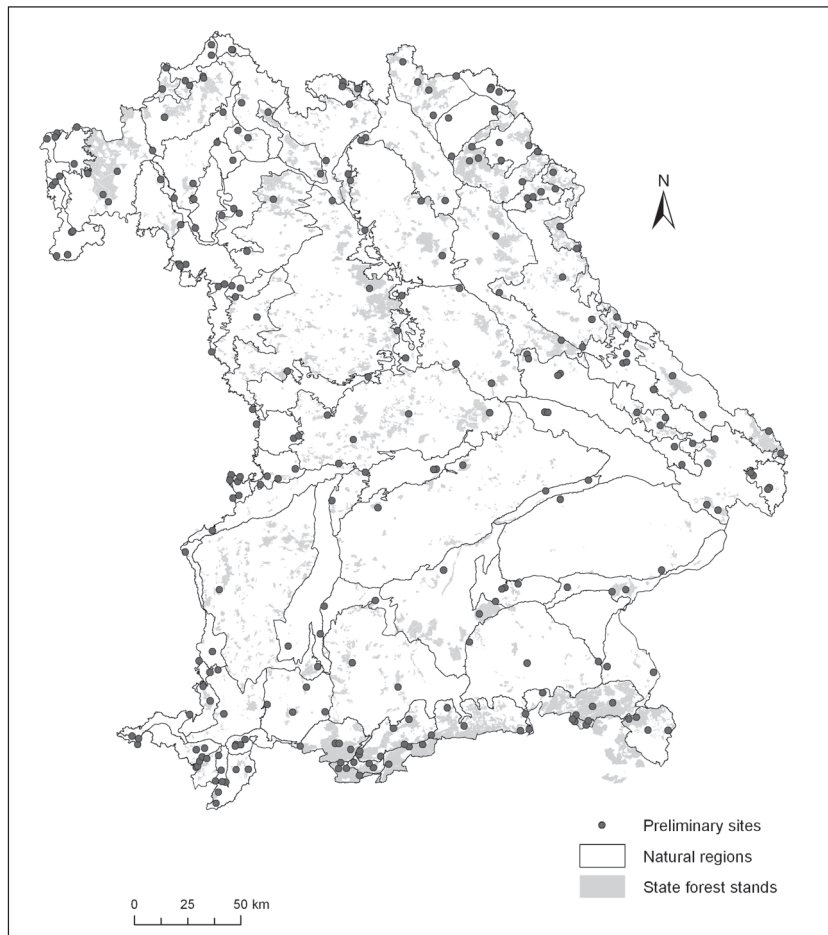 N
Preliminary sites
Natural regions
State forest stands
0 25 50 km